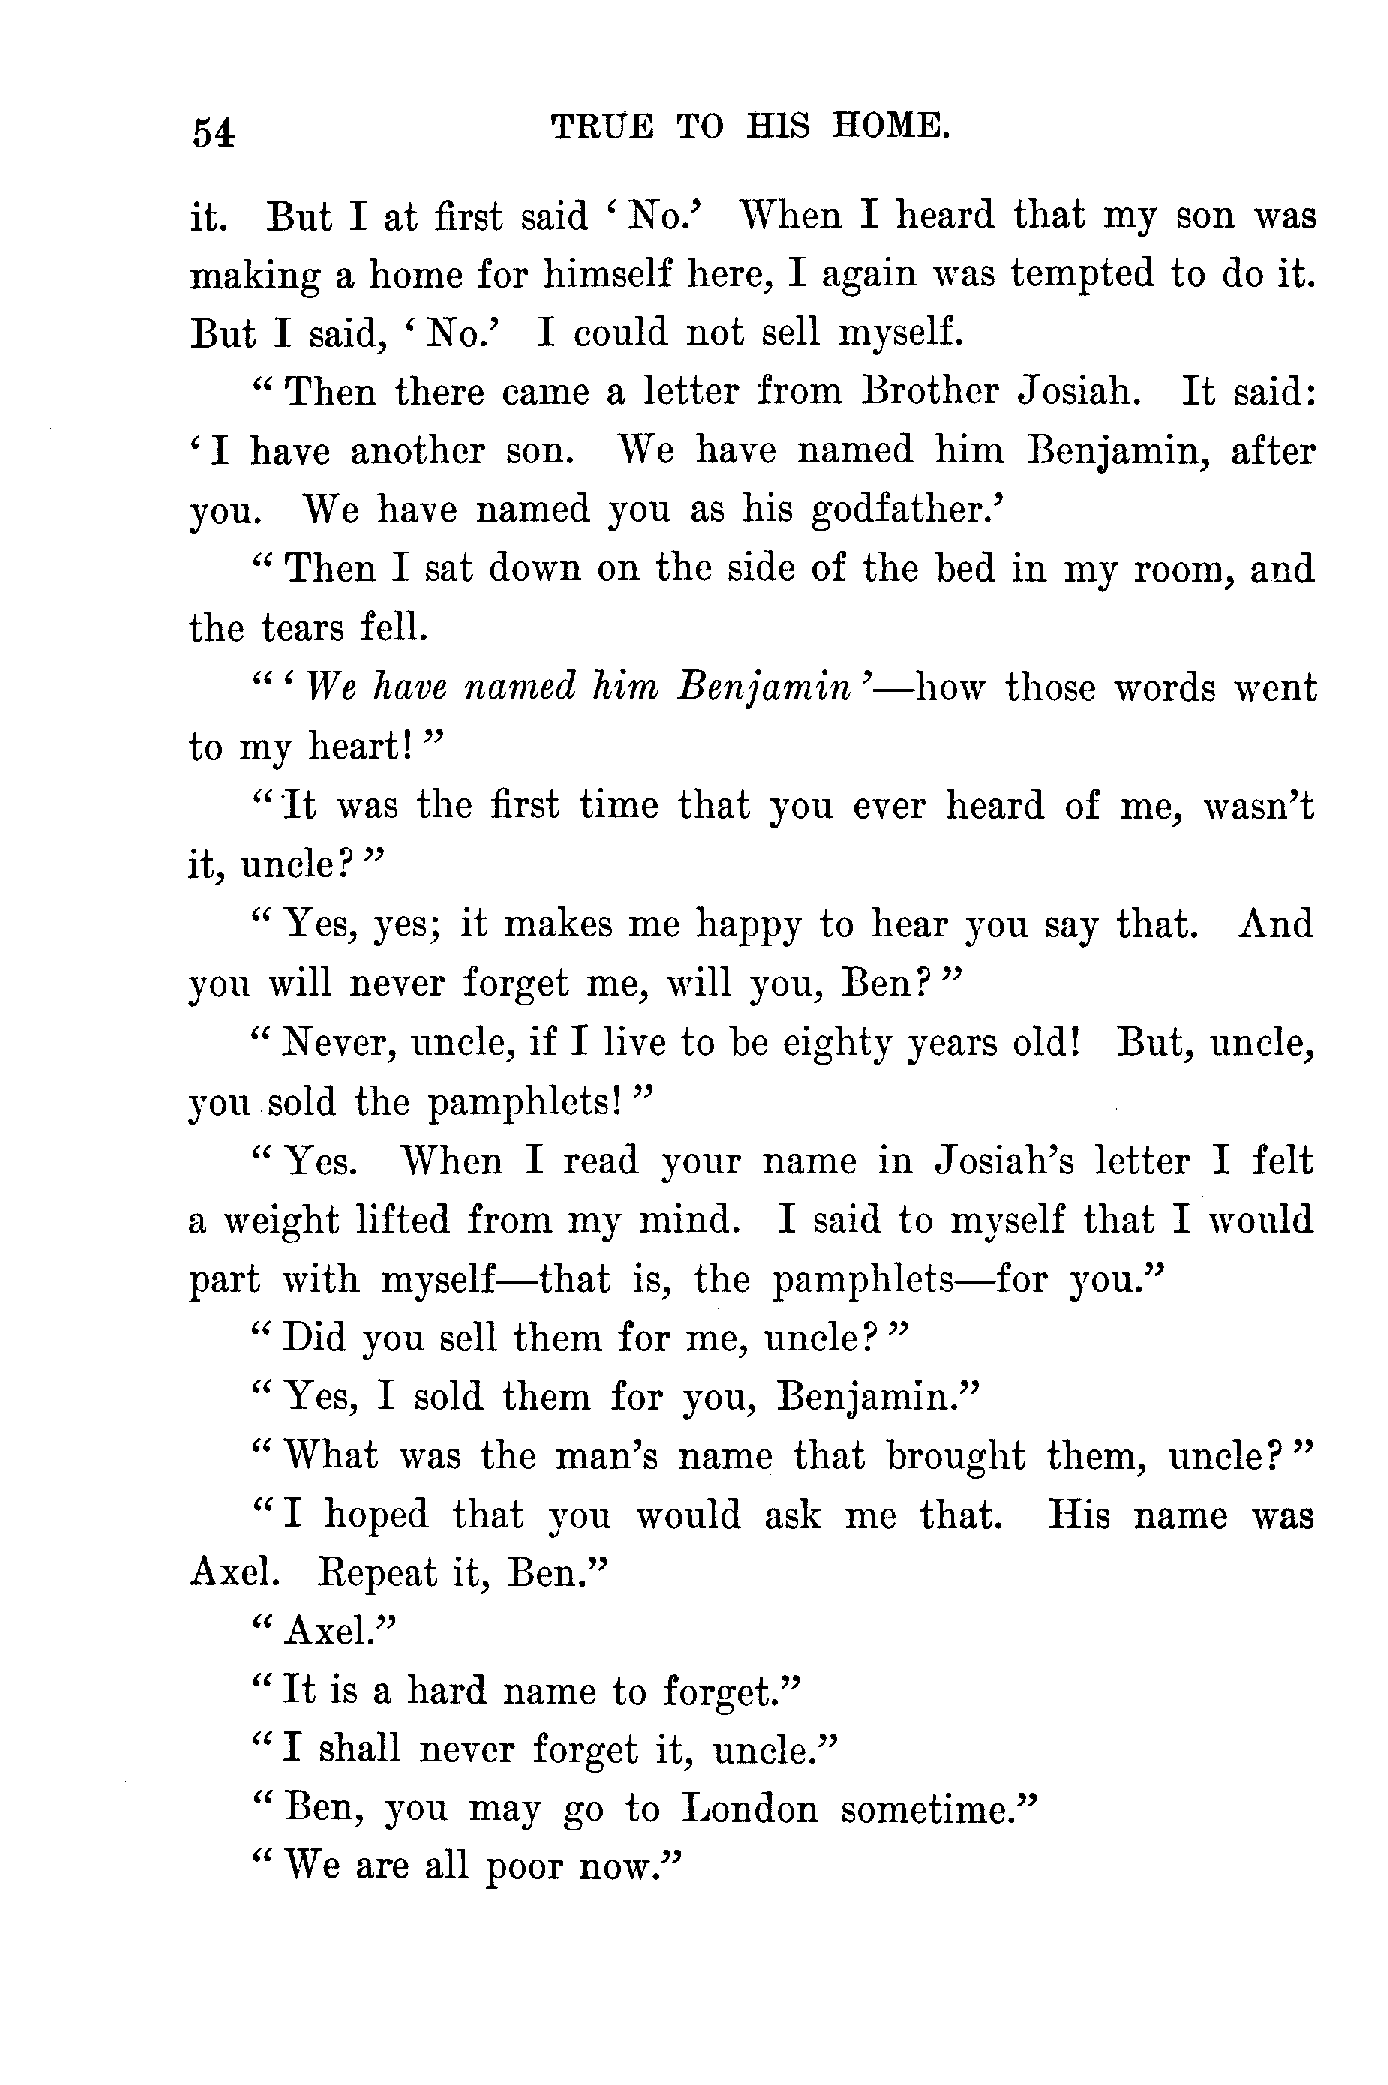 54 TRUE TO HIS HOME.
it. But I at first said ‘No.’ When I heard that my son was
making a home for himself here, I again was tempted to do it.
But I said, ‘No.’ I could not sell myself.
“Then there came a letter from Brother Josiah. It said:
‘I have another son. We have named him Benjamin, after
you. We have named you as his godfather.’
“Then I sat down on the side of the bed in my room, and
the tears fell.
“‘We have named him Benjamin’—how those words went
to my heart!”
“It was the first time that you ever heard of me, wasn’t
it, uncle?”
“Yes, yes; it makes me happy to hear you say that. And
you will never forget me, will you, Ben?”
“Never, uncle, if I live to be eighty years old! But, uncle,
you sold the pamphlets!”
“Yes. When I read your name in Josiah’s letter I felt
a weight lifted from my mind. I said to myself that I would
part with myself—that is, the pamphlets—for you.”
“Did you sell them for me, uncle?”
“Yes, I sold them for you, Benjamin.”
“What was the man’s name that brought them, uncle?”
“I hoped that you would ask me that. His name was
Axel. Repeat it, Ben.”
“Axel.”
“It is a hard name to forget.”
“I shall never forget it, uncle.”
“Ben, you may go to London sometime.”
“We are all poor now.”